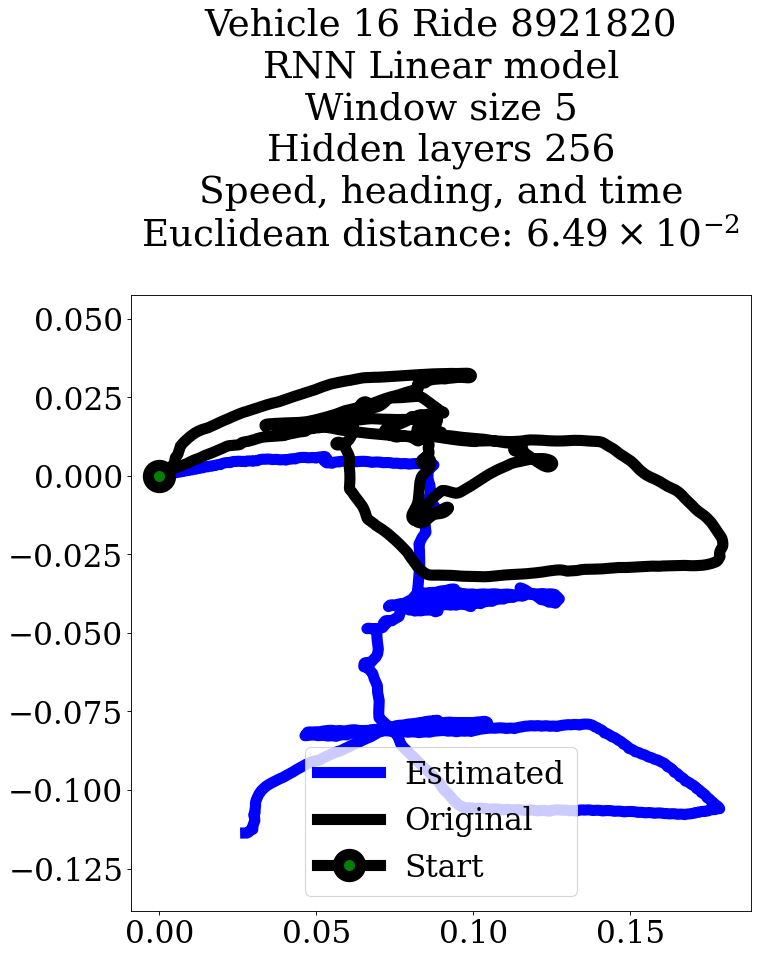 Vehicle 16 Ride 8921820
RNN Linear model
Window size 5
Hidden layers 256
Speed, heading, and time
Euclidean distance: 6.49 × 10⁻²
0.050
0.025
0.000
−0.025
−0.050
−0.075
−0.100
−0.125
Estimated
Original
Start
0.00 0.05 0.10 0.15